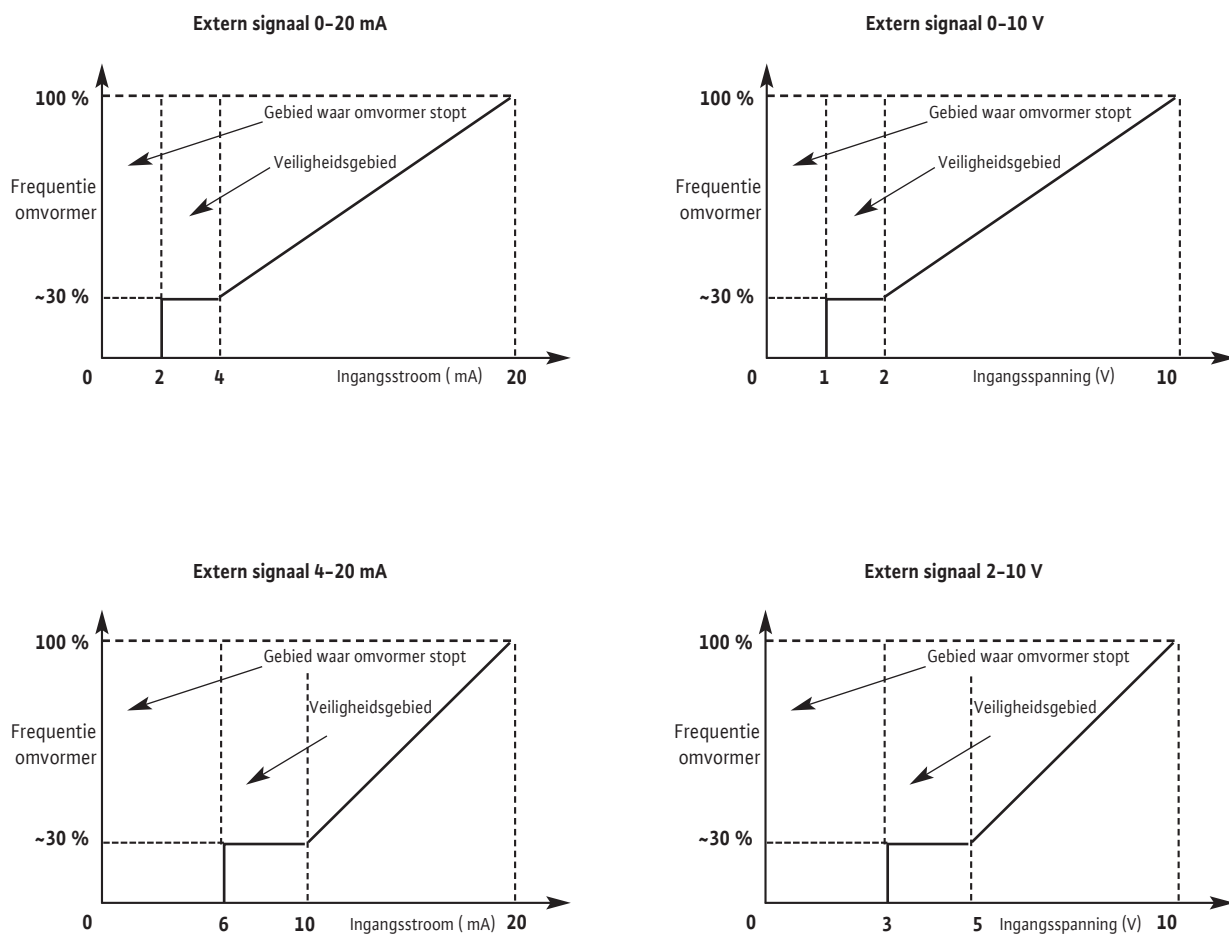 Extern signaal 0–20 mA
100 %
Gebied waar omvormer stopt
Veiligheidsgebied
Frequentie
omvormer
~30 %
0
2
4
Ingangsstroom ( mA)
20
Extern signaal 0–10 V
100 %
Gebied waar omvormer stopt
Veiligheidsgebied
Frequentie
omvormer
~30 %
0
1
2
Ingangsspanning (V)
10
Extern signaal 4–20 mA
100 %
Gebied waar omvormer stopt
Veiligheidsgebied
Frequentie
omvormer
~30 %
0
6
10
Ingangsstroom ( mA)
20
Extern signaal 2–10 V
100 %
Gebied waar omvormer stopt
Veiligheidsgebied
Frequentie
omvormer
~30 %
0
3
5
Ingangsspanning (V)
10